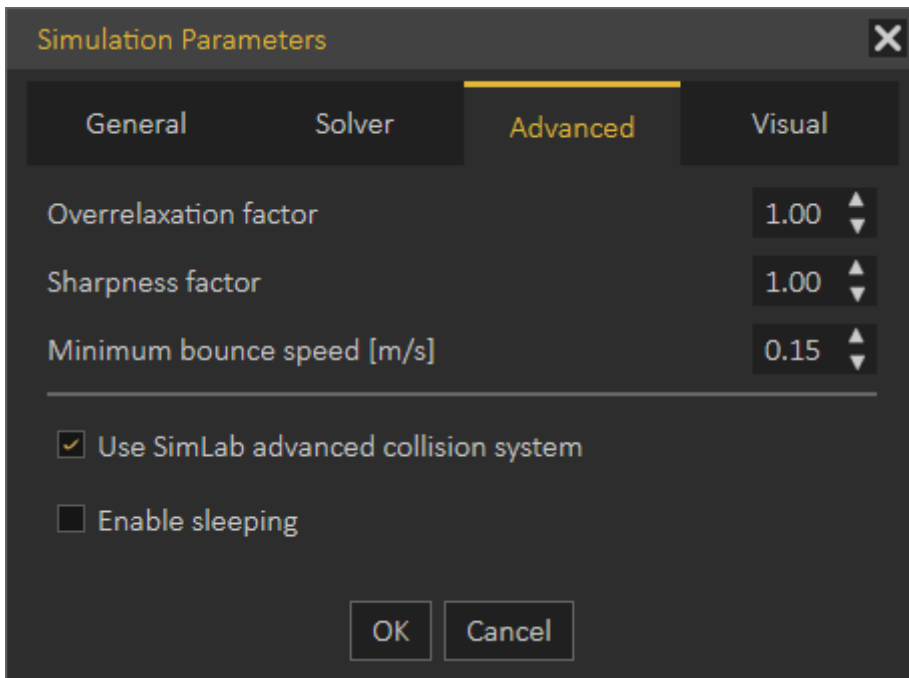 Simulation Parameters
General Solver Advanced Visual
Overrelaxation factor 1.00
Sharpness factor 1.00
Minimum bounce speed [m/s] 0.15
Use SimLab advanced collision system
Enable sleeping
OK Cancel